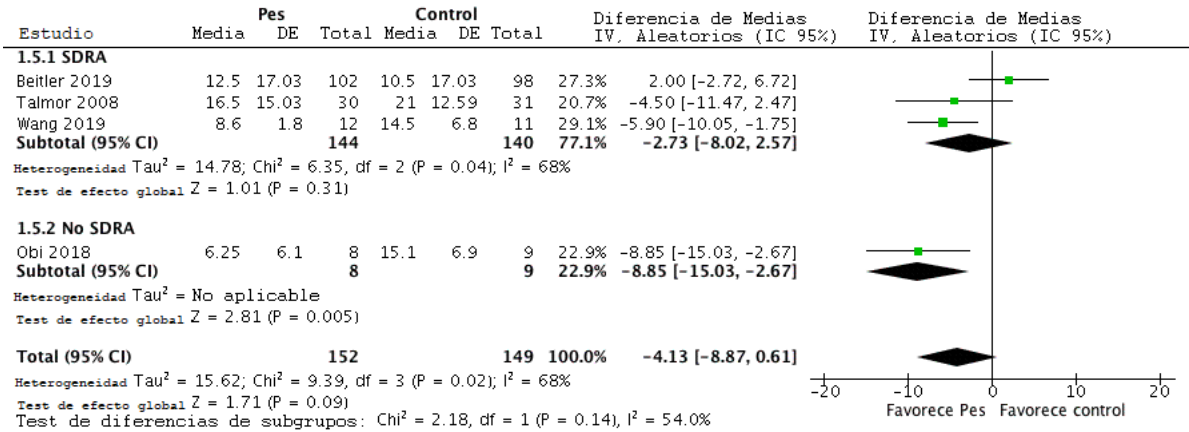 Pes Control Diferencia de Medias Diferencia de Medias
Estudio Media DE Total Media DE Total IV, Aleatorios (IC 95%) IV, Aleatorios (IC 95%)
1.5.1 SDRA
Beitler 2019 12.5 17.03 102 10.5 17.03 98 27.3% 2.00 [-2.72, 6.72]
Talmor 2008 16.5 15.03 30 21 12.59 31 20.7% -4.50 [-11.47, 2.47]
Wang 2019 8.6 1.8 12 14.5 6.8 11 29.1% -5.90 [-10.05, -1.75]
Subtotal (95% CI) 144 140 77.1% -2.73 [-8.02, 2.57]
Heterogeneidad Tau² = 14.78; Chi² = 6.35, df = 2 (P = 0.04); I² = 68%
Test de efecto global Z = 1.01 (P = 0.31)
1.5.2 No SDRA
Obi 2018 6.25 6.1 8 15.1 6.9 9 22.9% -8.85 [-15.03, -2.67]
Subtotal (95% CI) 8 9 22.9% -8.85 [-15.03, -2.67]
Heterogeneidad Tau² = No aplicable
Test de efecto global Z = 2.81 (P = 0.005)
Total (95% CI) 152 149 100.0% -4.13 [-8.87, 0.61]
Heterogeneidad Tau² = 15.62; Chi² = 9.39, df = 3 (P = 0.02); I² = 68%
Test de efecto global Z = 1.71 (P = 0.09)
Test de diferencias de subgrupos: Chi² = 2.18, df = 1 (P = 0.14), I² = 54.0%
-20 -10 0 10 20
Favorece Pes Favorece control